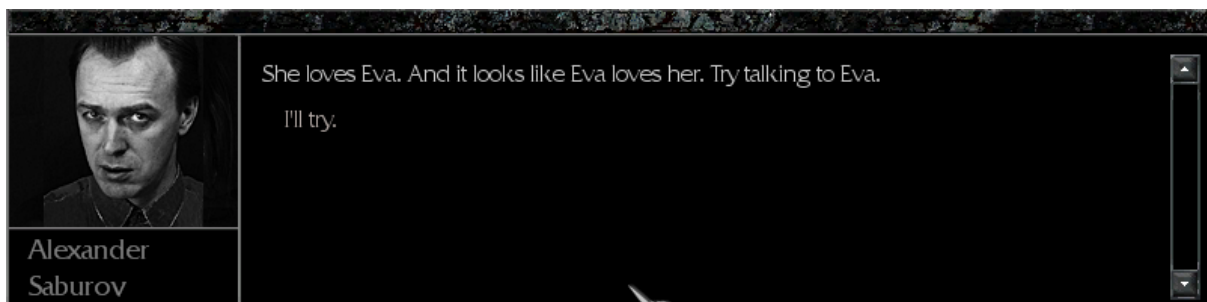 She loves Eva. And it looks like Eva loves her. Try talking to Eva.
I'll try.
Alexander
Saburov